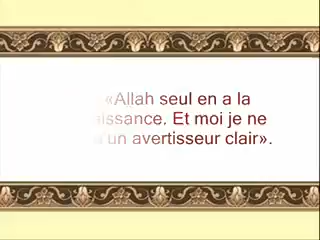 «Allah seul en a la
Et moi je ne
un avertisseur clair».